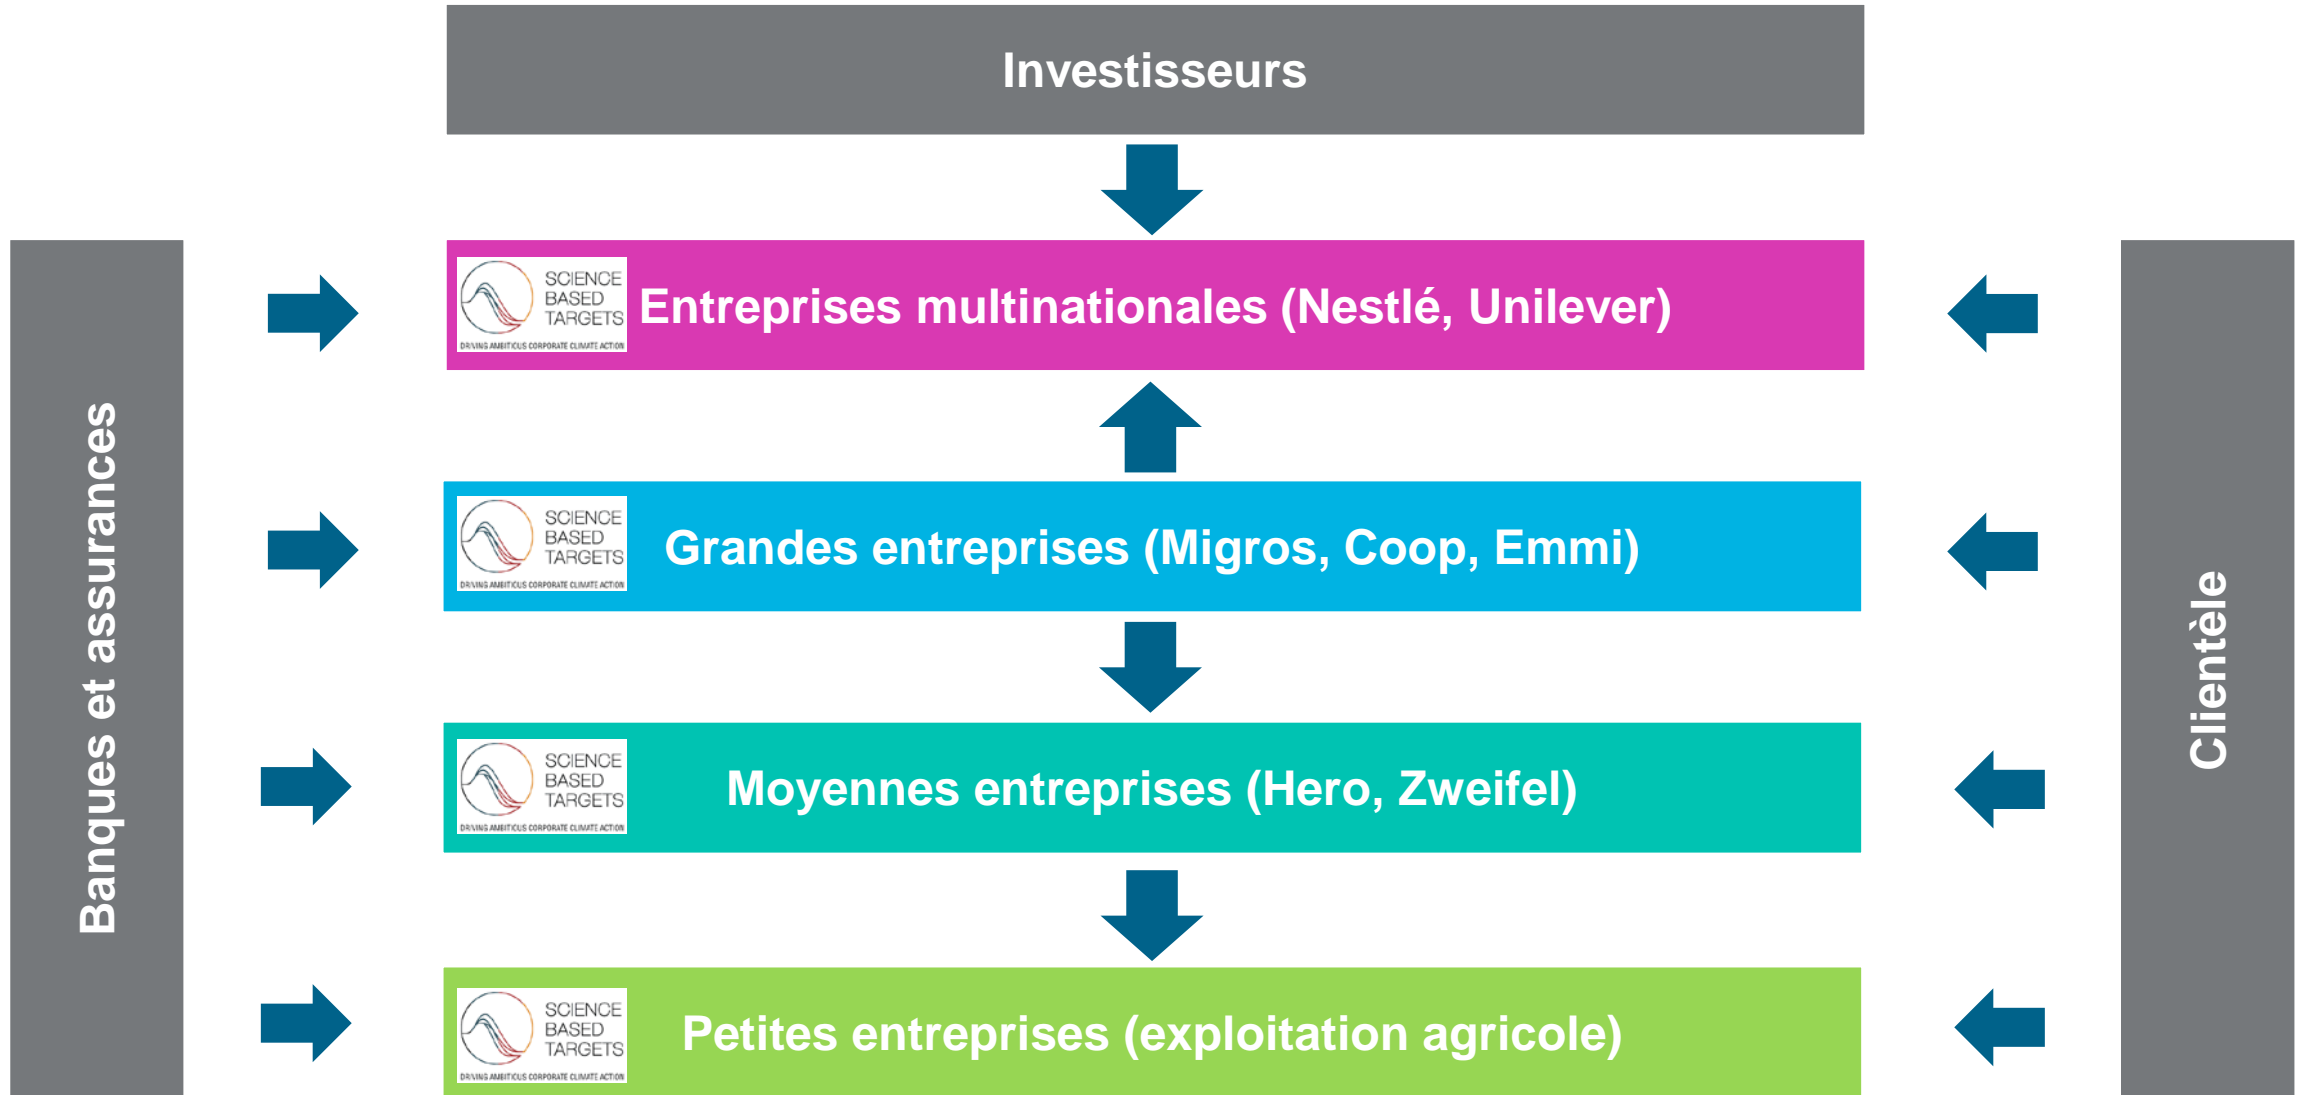 Investisseurs
Banques et assurances
SCIENCE
BASED
TARGETS
DRIVING AMBITIOUS CORPORATE CLIMATE ACTION
Entreprises multinationales (Nestlé, Unilever)
SCIENCE
BASED
TARGETS
DRIVING AMBITIOUS CORPORATE CLIMATE ACTION
Grandes entreprises (Migros, Coop, Emmi)
SCIENCE
BASED
TARGETS
DRIVING AMBITIOUS CORPORATE CLIMATE ACTION
Moyennes entreprises (Hero, Zweifel)
SCIENCE
BASED
TARGETS
DRIVING AMBITIOUS CORPORATE CLIMATE ACTION
Petites entreprises (exploitation agricole)
Clientèle